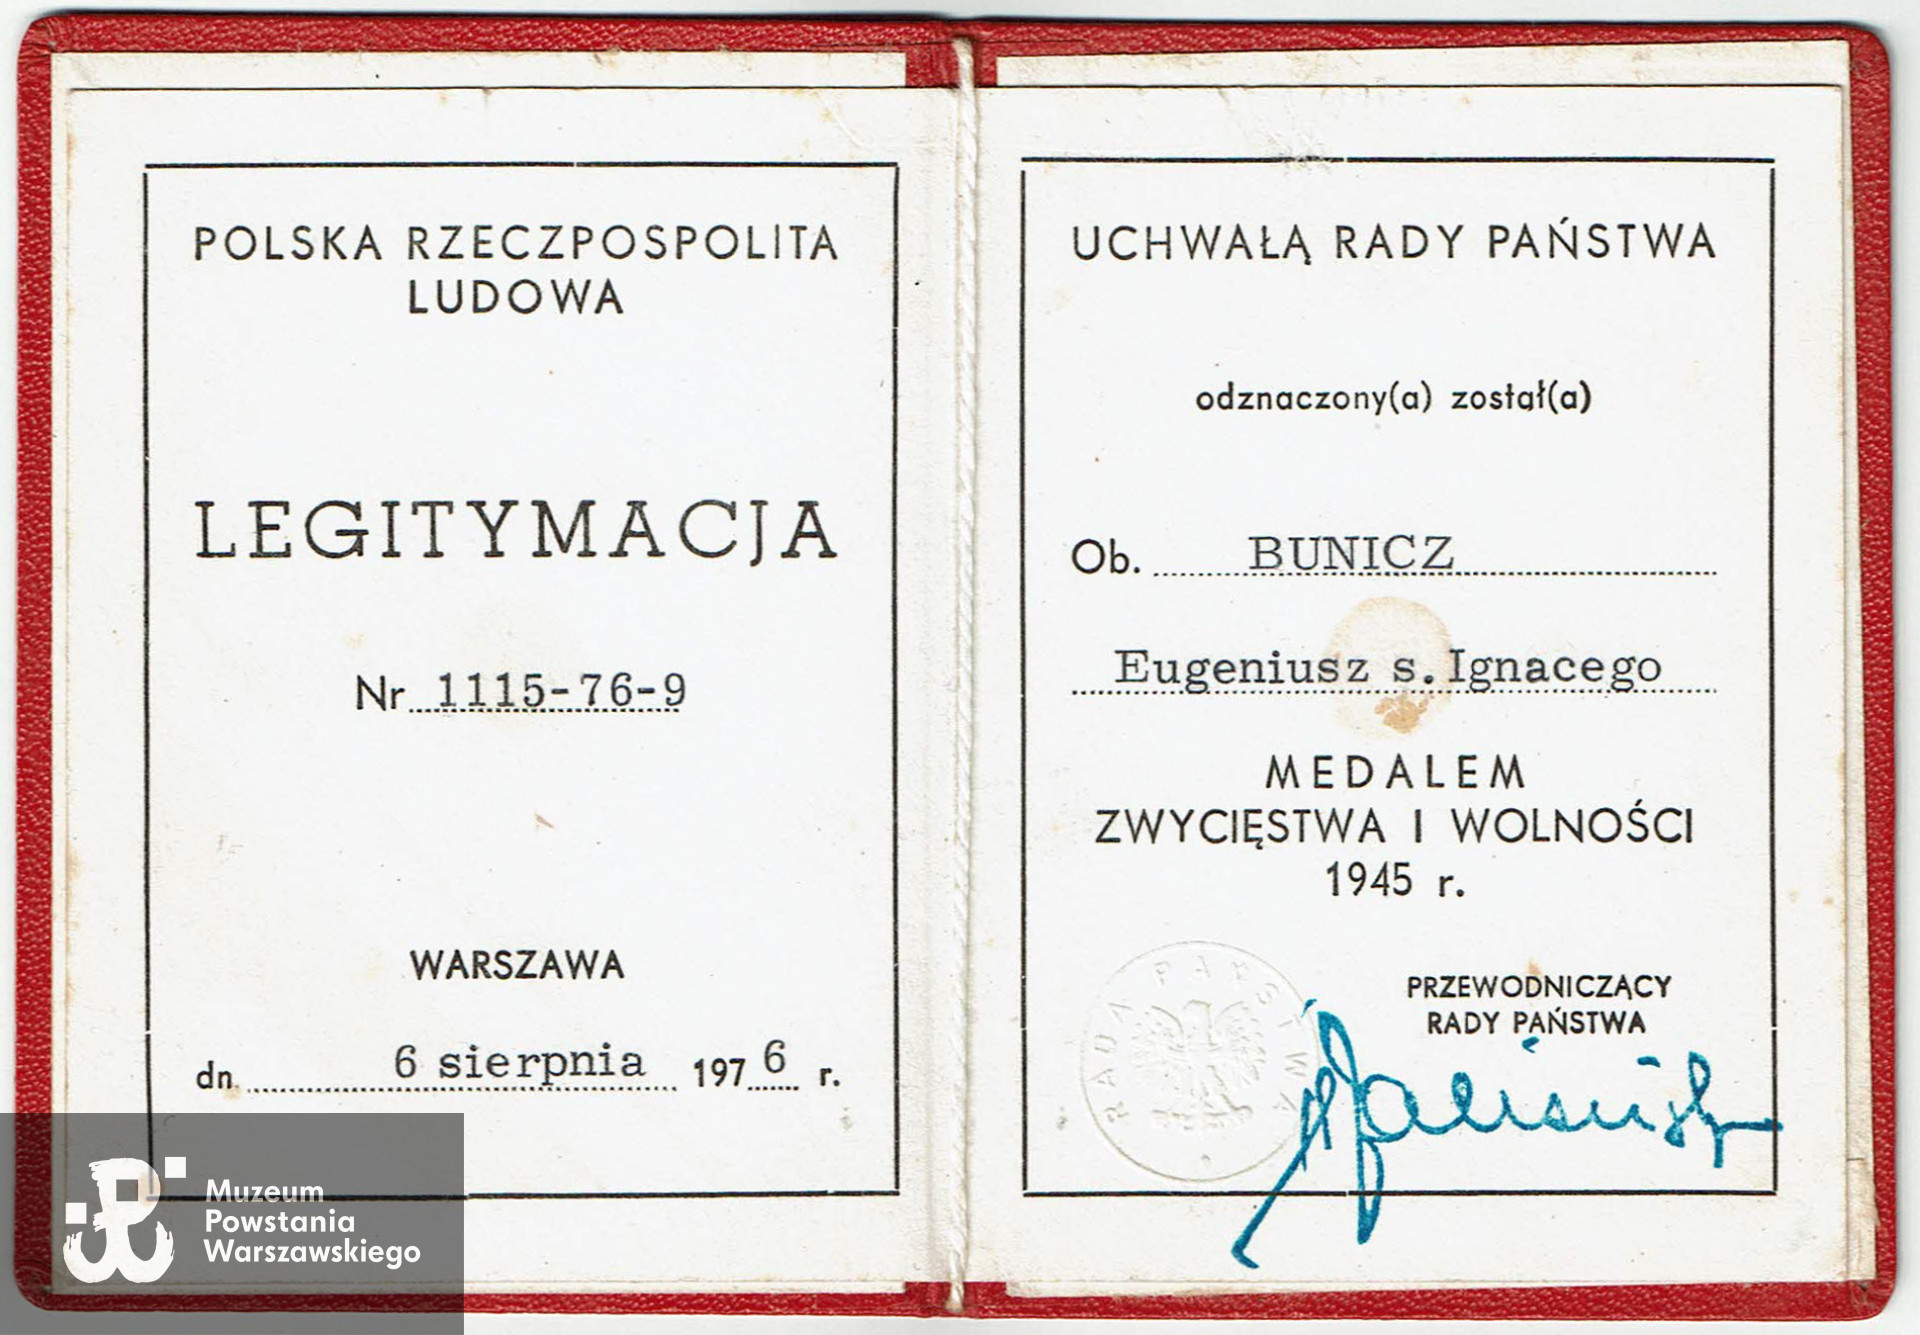 POLSKA RZECZPOSPOLITA
LUDOWA
LEGITYMACJA
Nr 1115-76-9
WARSZAWA
dn. 6 sierpnia 1976 r.
UCHWAŁĄ RADY PAŃSTWA
odznaczony(a) został(a)
Ob. BUNICZ
Eugeniusz s. Ignacego
MEDALEM
ZWYCIĘSTWA I WOLNOŚCI
1945 r.
PRZEWODNICZĄCY
RADY PAŃSTWA
RADA PAŃSTWA
Muzeum
Powstania
Warszawskiego